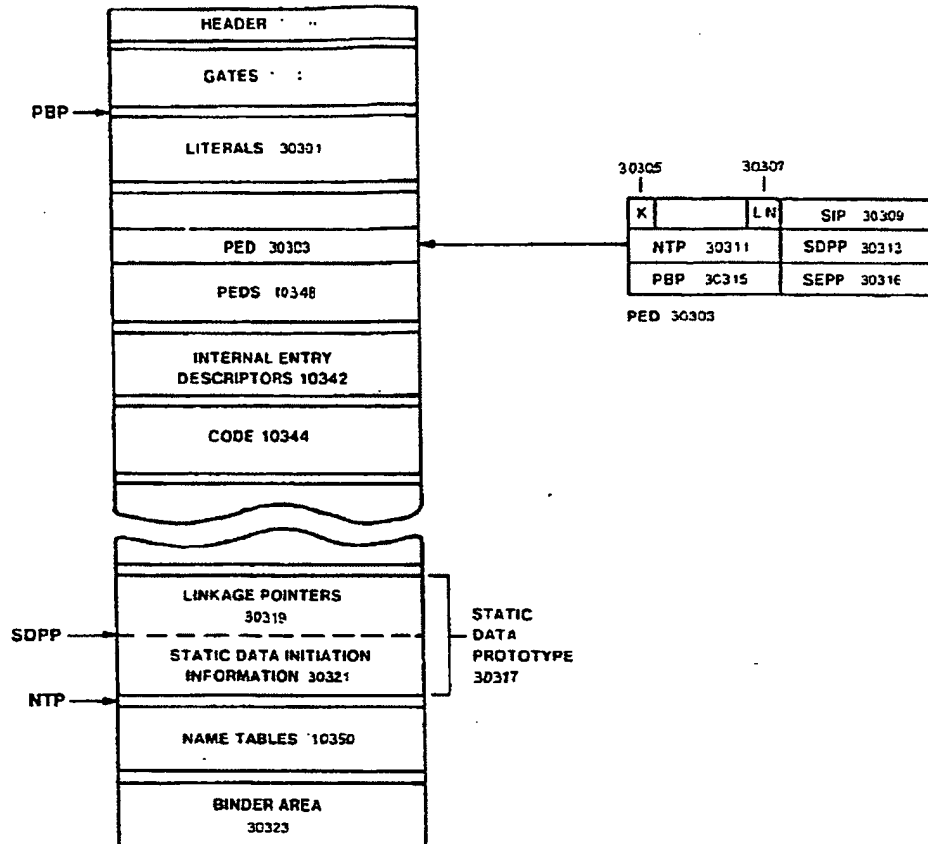 HEADER
GATES
PBP
LITERALS 30301
30305
30307
K
LN
SIP 30309
PED 30303
NTP 30311
SDPP 30313
PEDS 10348
PBP 30315
SEPP 30316
PED 30303
INTERNAL ENTRY
DESCRIPTORS 10342
CODE 10344
LINKAGE POINTERS
30319
SDPP
STATIC DATA INITIATION
INFORMATION 30321
STATIC
DATA
PROTOTYPE
30317
NTP
NAME TABLES 10350
BINDER AREA
30323